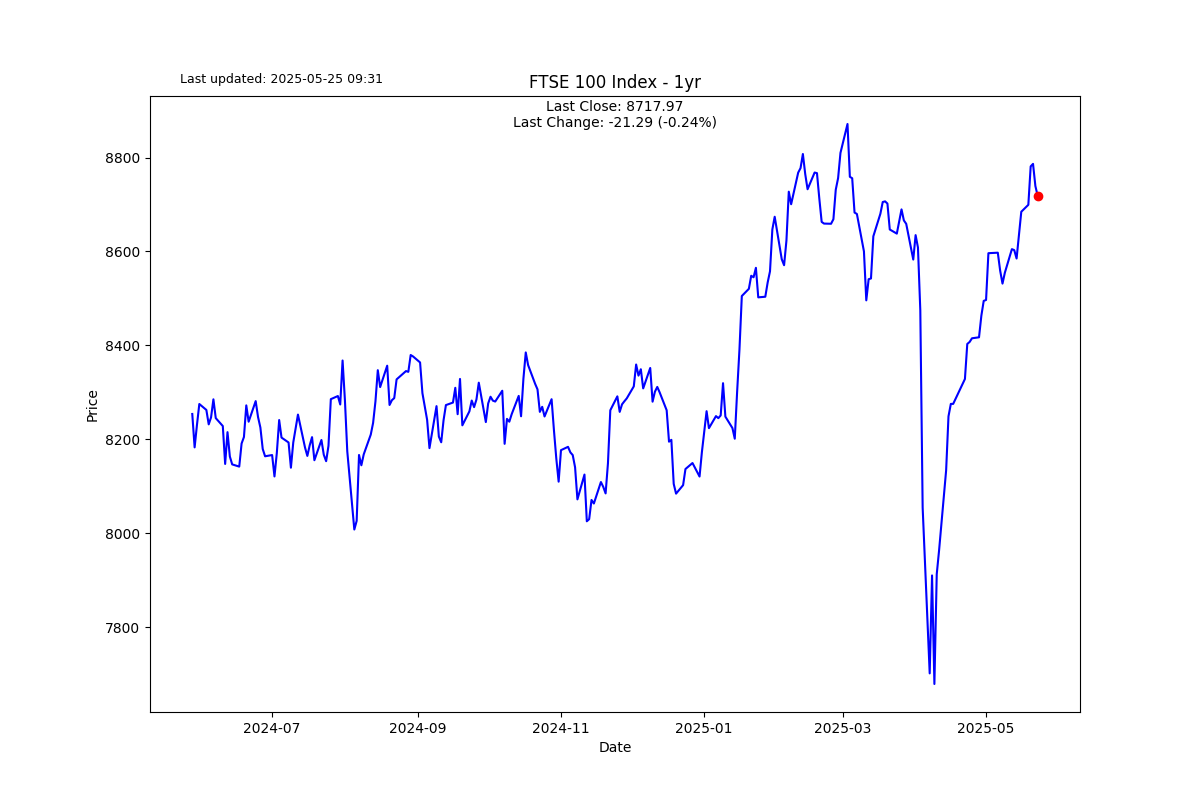 Last updated: 2025-05-25 09:31
FTSE 100 Index - 1yr
Last Close: 8717.97
Last Change: -21.29 (-0.24%)
8800
8600
8400
8200
8000
7800
Price
2024-07
2024-09
2024-11
2025-01
2025-03
2025-05
Date